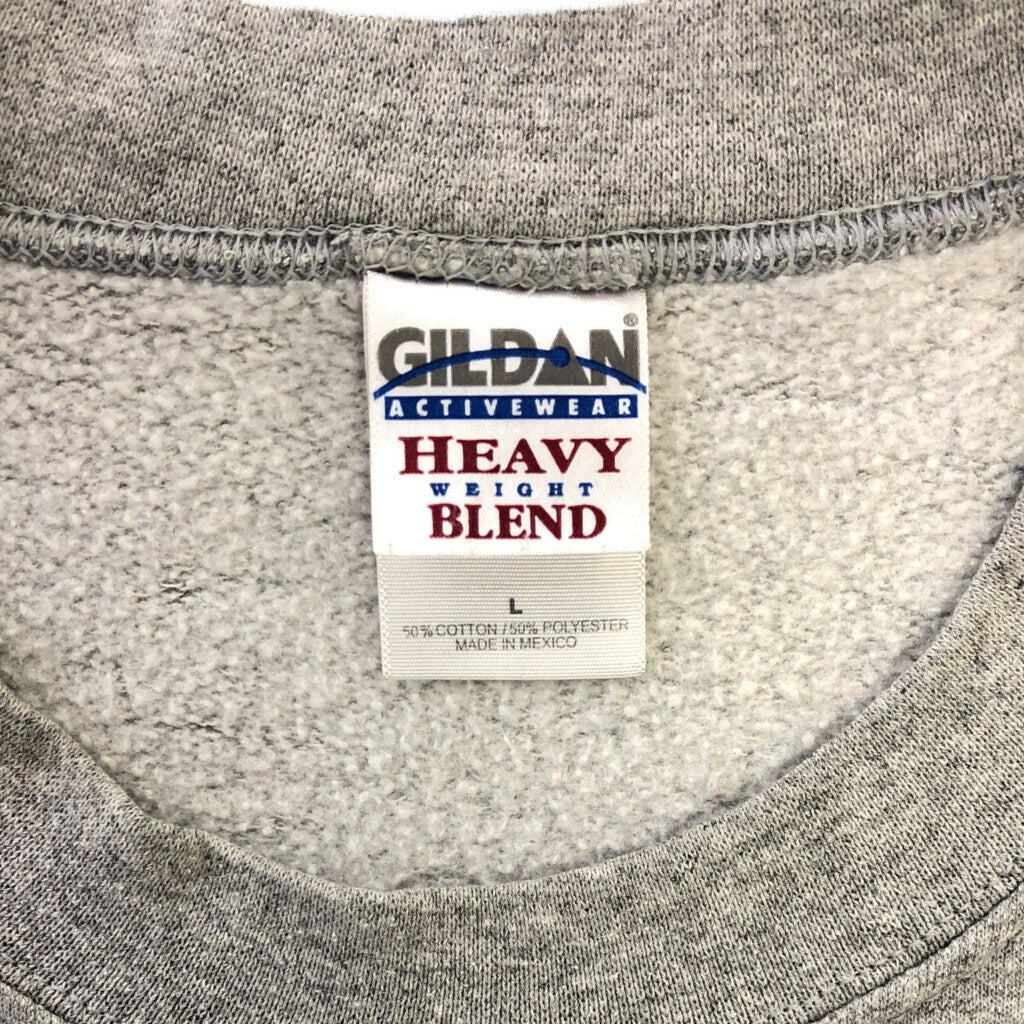 GILDAN®
ACTIVEWEAR
HEAVY
WEIGHT
BLEND
L
50% COTTON / 50% POLYESTER
MADE IN MEXICO